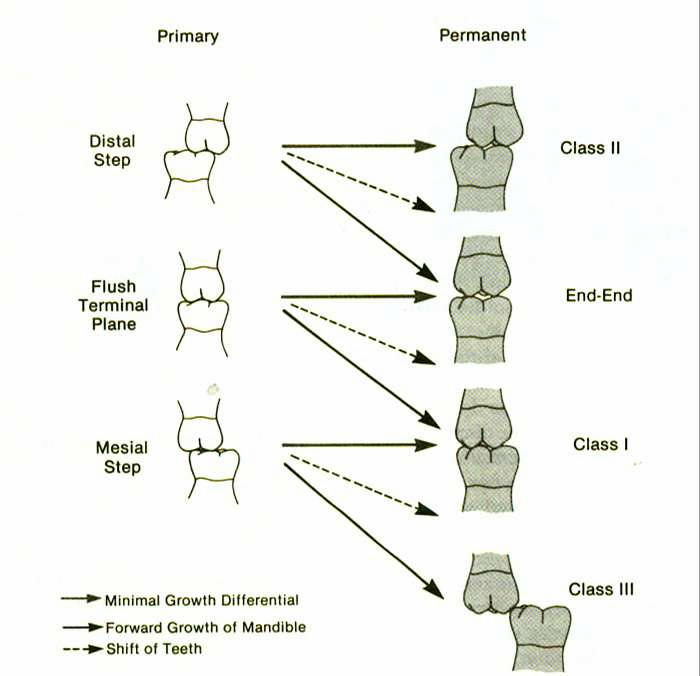 Primary
Permanent
Distal
Step
Class II
Flush
Terminal
Plane
End-End
Mesial
Step
Class I
Class III
Minimal Growth Differential
Forward Growth of Mandible
Shift of Teeth